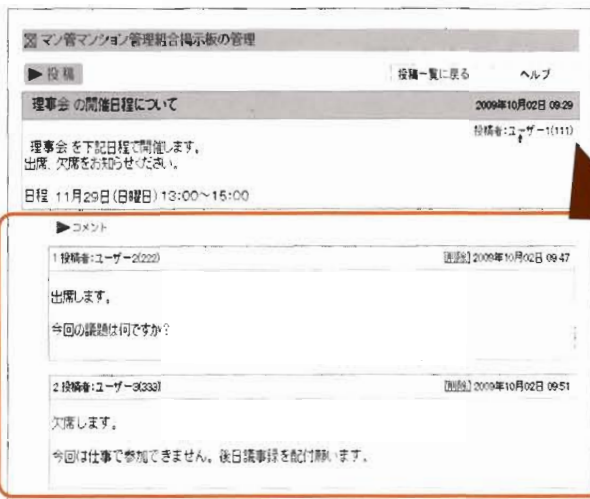 マン管マンション管理組合掲示板の管理
▶投稿 投稿一覧に戻る ヘルプ
理事会 の開催日程について 2009年10月02日 09:29
投稿者:ユーザー1(111)
理事会 を下記日程で開催します。
出席、欠席をお知らせください。
日程 11月29日(日曜日)13:00~15:00
▶コメント
1 投稿者:ユーザー2(222) [削除] 2009年10月02日 09:47
出席します。
今回の議題は何ですか?
2 投稿者:ユーザー3(333) [削除] 2009年10月02日 09:51
欠席します。
今回は仕事で参加できません。後日議事録を配付願います。